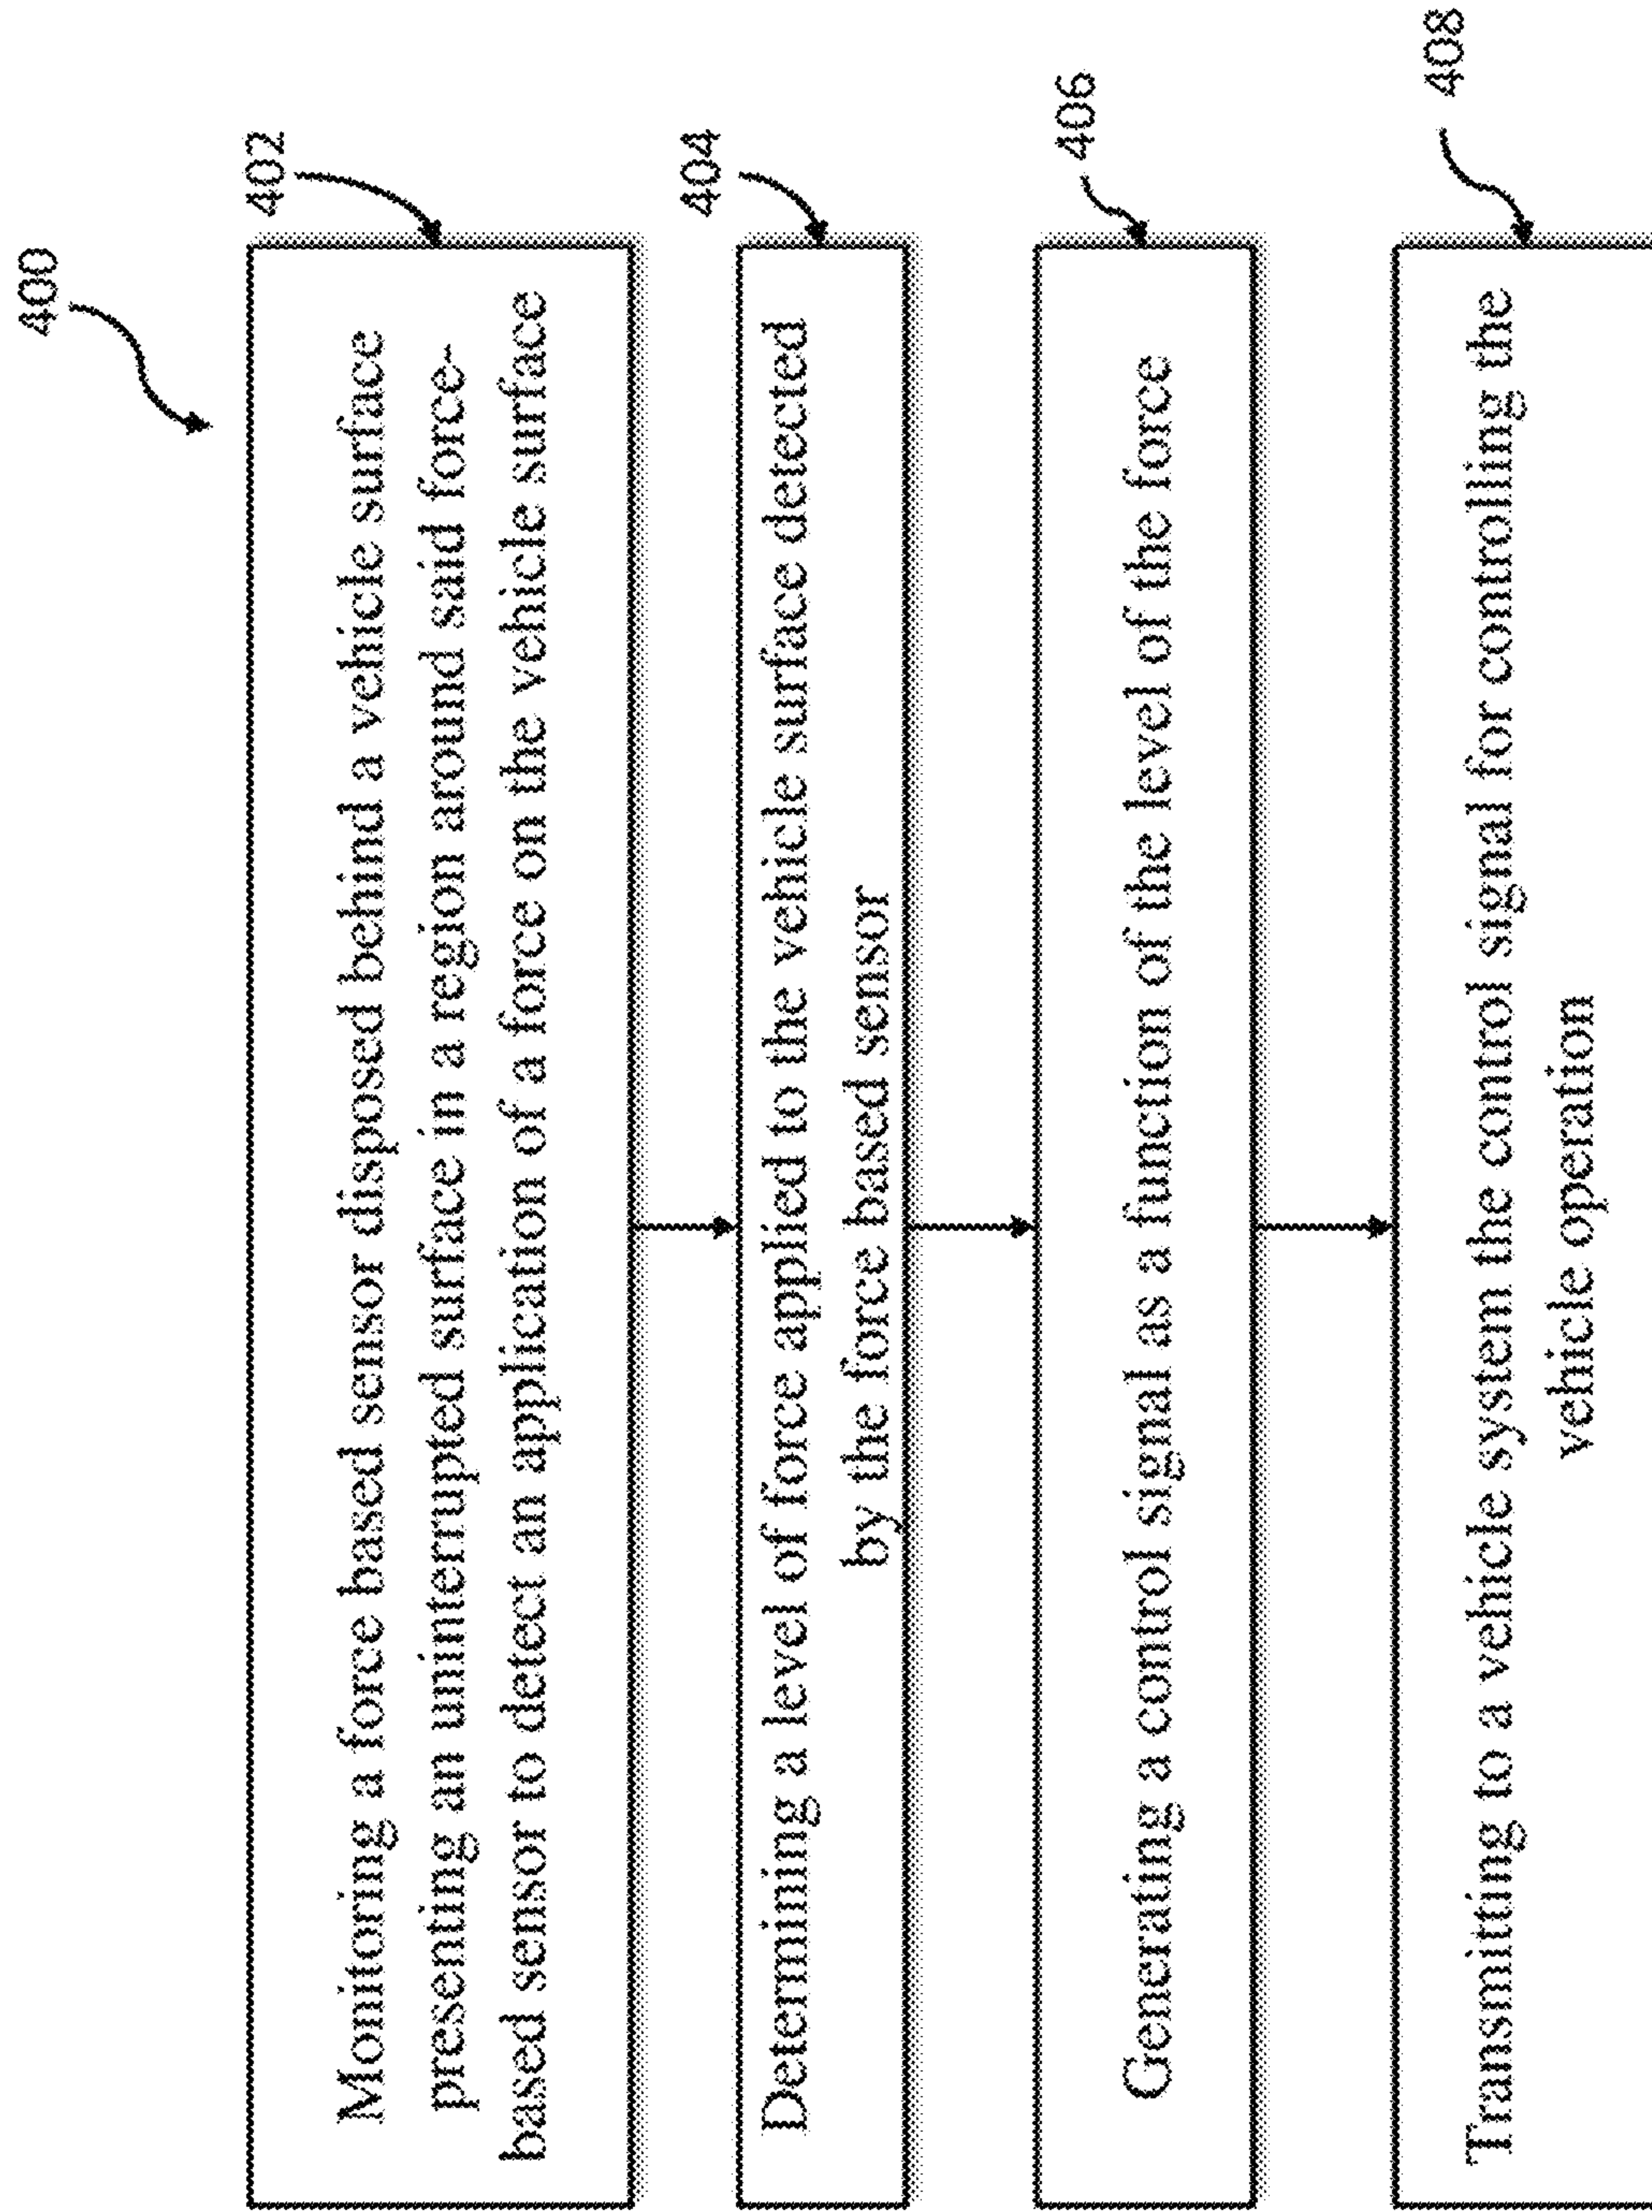 400
402
Monitoring a force based sensor disposed behind a vehicle surface
presenting an uninterrupted surface in a region around said force-
based sensor to detect an application of a force on the vehicle surface
404
Determining a level of force applied to the vehicle surface detected
by the force based sensor
406
Generating a control signal as a function of the level of the force
408
Transmitting to a vehicle system the control signal for controlling the
vehicle operation